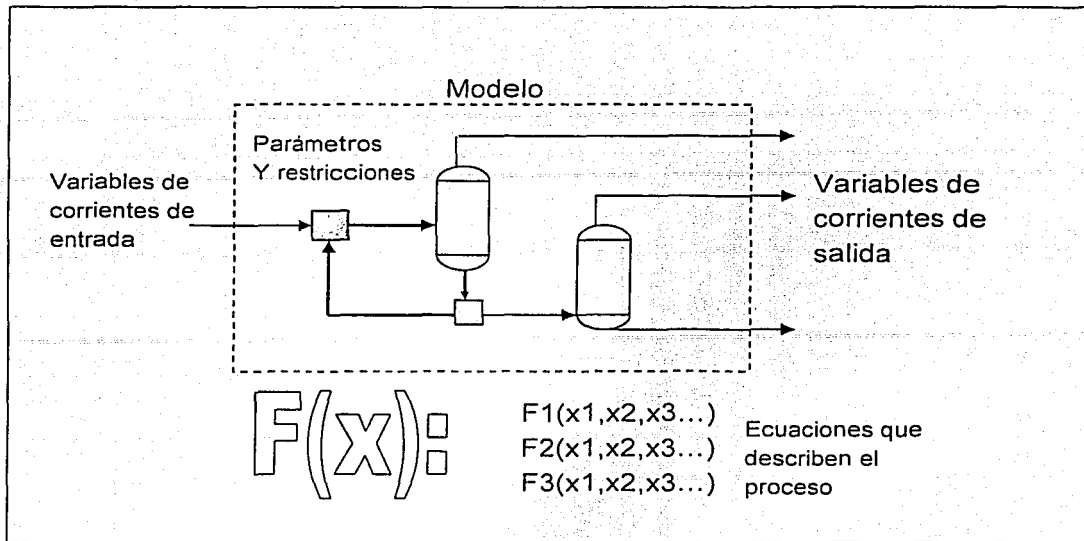 Modelo
Parámetros
Y restricciones
Variables de
corrientes de
entrada
Variables de
corrientes de
salida
F(x):
F1(x1,x2,x3...)
F2(x1,x2,x3...)
F3(x1,x2,x3...)
Ecuaciones que
describen el
proceso